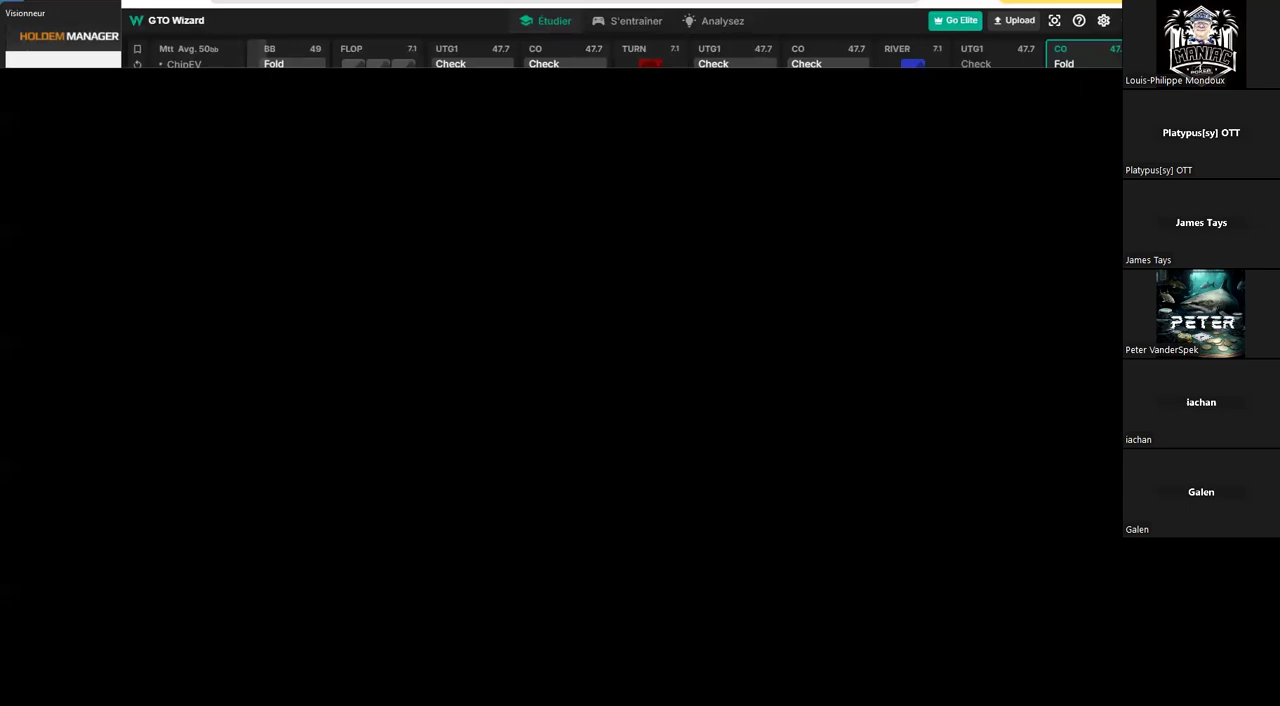 Visionneur
HOLDEM MANAGER
GTO Wizard
Étudier
S'entraîner
Analysez
Go Elite
Upload
Mtt Avg. 50bb
• ChipEV
BB 49
Fold
FLOP 7.1
UTG1 47.7
Check
CO 47.7
Check
TURN 7.1
UTG1 47.7
Check
CO 47.7
Check
RIVER 7.1
UTG1 47.7
Check
CO 47.
Fold
MANIAC
POKER
Louis-Philippe Mondoux
Platypus[sy] OTT
Platypus[sy] OTT
James Tays
James Tays
PETER
Peter VanderSpek
iachan
iachan
Galen
Galen